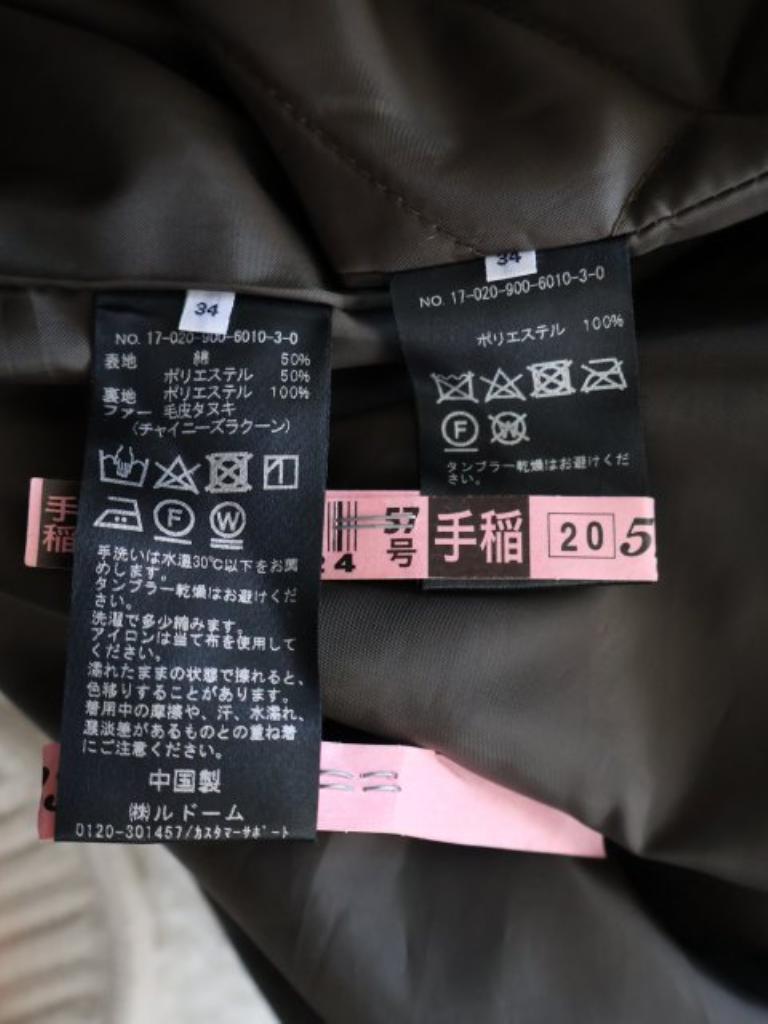 34
NO. 17-020-900-6010-3-0
表地 綿 50%
ポリエステル 50%
裏地 ポリエステル 100%
ファー 毛皮タヌキ
(チャイニーズラクーン)
F W
手洗いは水温30℃以下をお薦
めします。
タンブラー乾燥はお避けくだ
さい。
洗濯で多少縮みます。
アイロンは当て布を使用して
ください。
濡れたままの状態で擦れると、
色移りすることがあります。
着用中の摩擦や、汗、水濡れ、
濃淡差があるものとの重ね着
にご注意ください。
中国製
(株)ルドーム
0120-301457/カスタマーサポート
34
NO. 17-020-900-6010-3-0
ポリエステル 100%
F W
タンブラー乾燥はお避けくだ
さい。
手稲
24
号
手稲
20
5